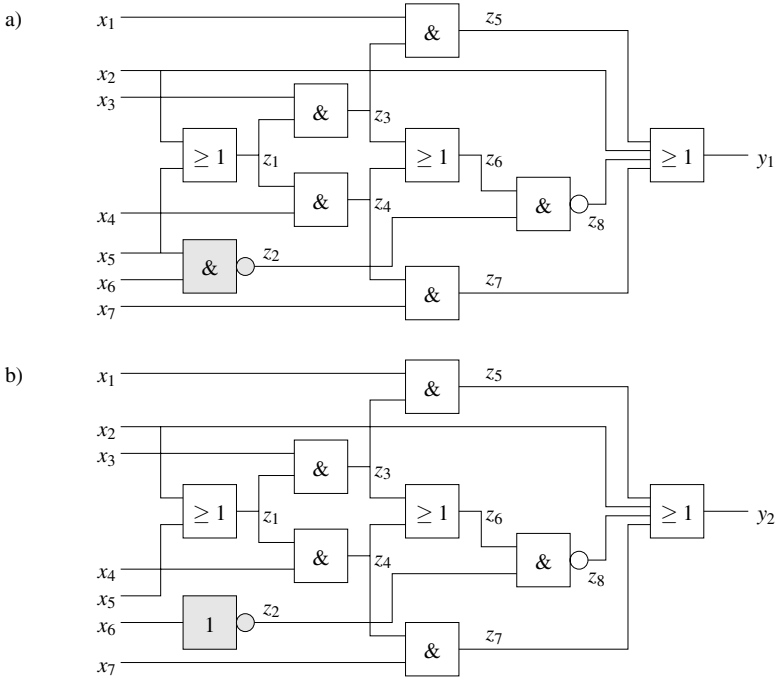 a)
x1
&
z5
x2
x3
&
z3
≥ 1
z1
≥ 1
z6
≥ 1
y1
x4
&
z4
&
z8
x5
z2
x6
&
&
z7
x7
b)
x1
&
z5
x2
x3
&
z3
≥ 1
z1
≥ 1
z6
≥ 1
y2
x4
&
z4
&
z8
x5
z2
x6
1
&
z7
x7